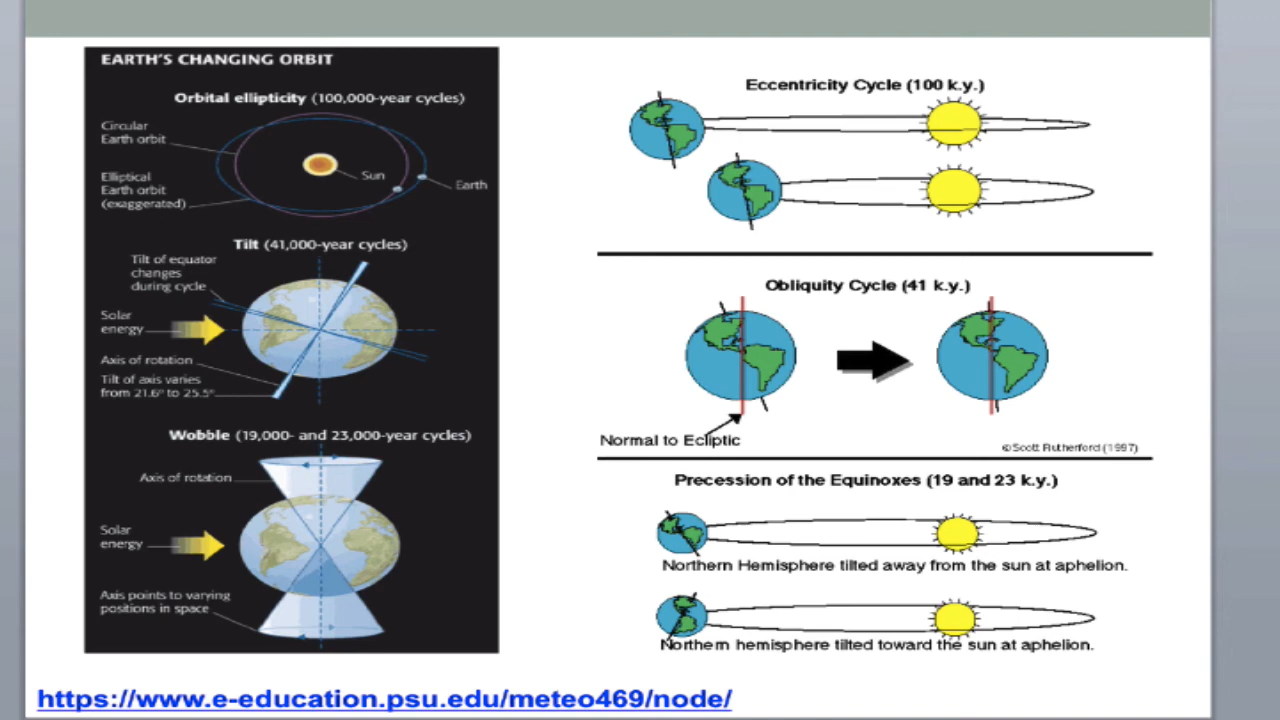 EARTH'S CHANGING ORBIT
Orbital ellipticity (100,000-year cycles)
Circular
Earth orbit
Sun
Elliptical
Earth orbit
(exaggerated)
Earth
Tilt (41,000-year cycles)
Tilt of equator
changes
during cycle
Solar
energy
Axis of rotation
Tilt of axis varies
from 21.6° to 25.5°
Wobble (19,000- and 23,000-year cycles)
Axis of rotation
Solar
energy
Axis points to varying
positions in space
Eccentricity Cycle (100 k.y.)
Obliquity Cycle (41 k.y.)
Normal to Ecliptic
© Scott Rutherford (1997)
Precession of the Equinoxes (19 and 23 k.y.)
Northern Hemisphere tilted away from the sun at aphelion.
Northern hemisphere tilted toward the sun at aphelion.
https://www.e-education.psu.edu/meteo469/node/